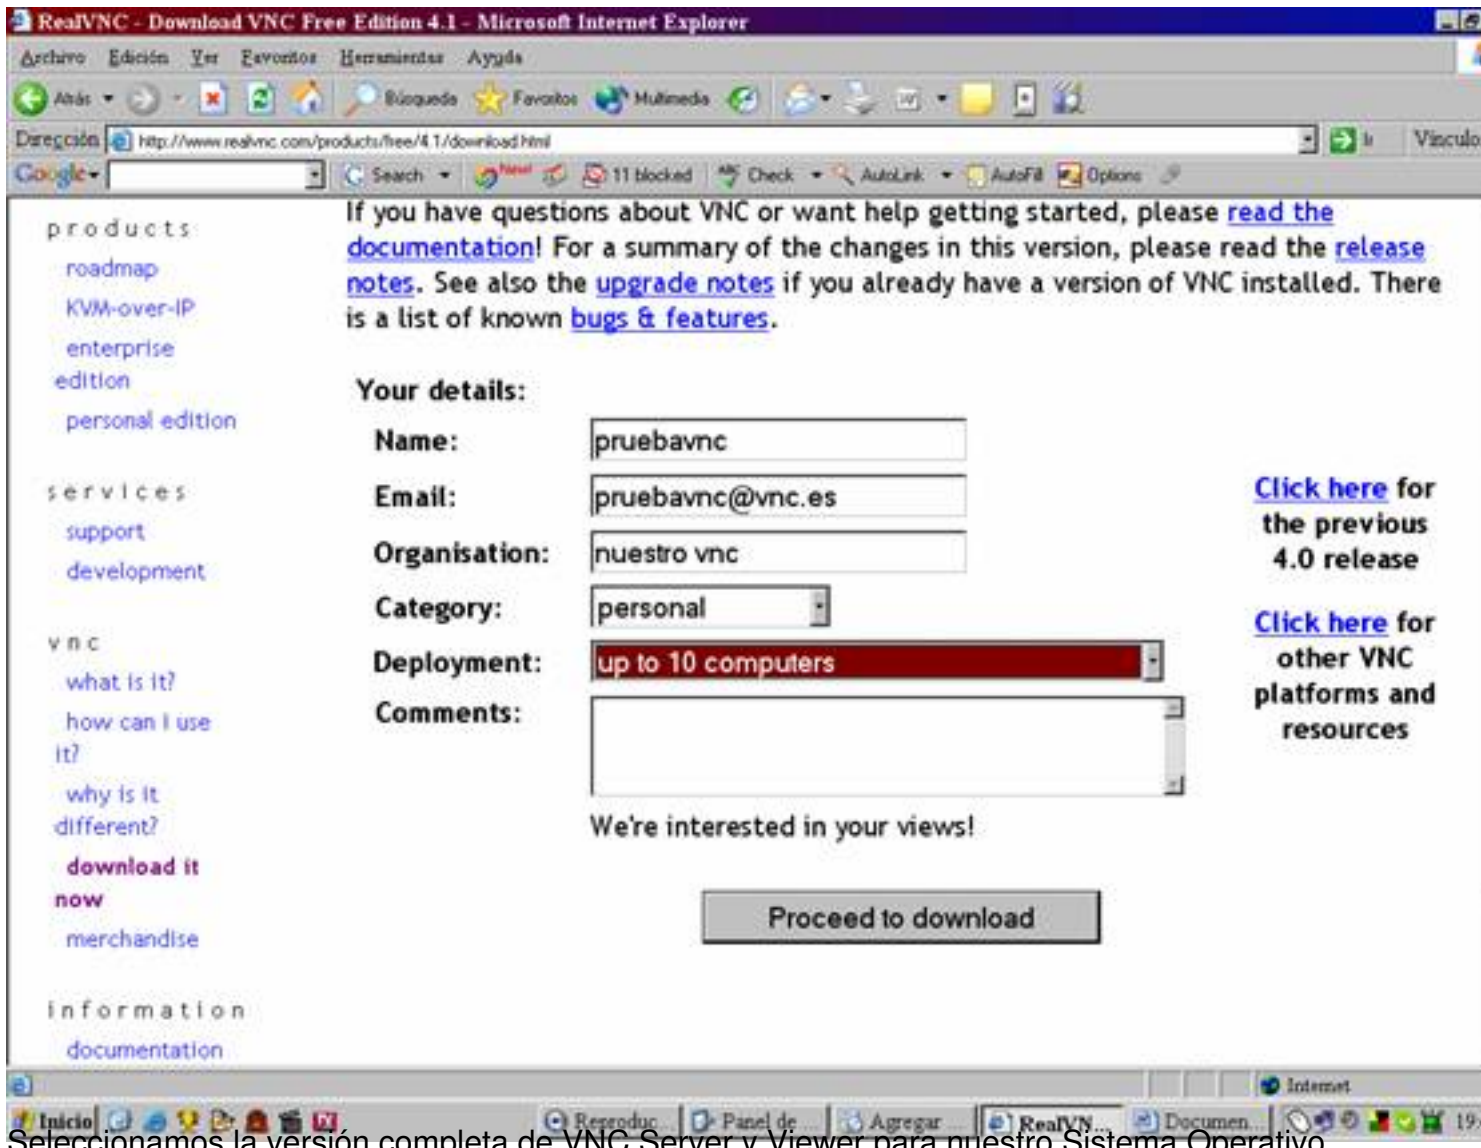 RealVNC - Download VNC Free Edition 4.1 - Microsoft Internet Explorer
Archivo Edición Ver Favoritos Herramientas Ayuda
Atrás Búsqueda Favoritos Multimedia
Dirección http://www.realvnc.com/products/free/4.1/download.html Ir Vínculo
Google Search New! 11 blocked Check AutoLink AutoFill Options
products
roadmap
KVM-over-IP
enterprise
edition
personal edition
services
support
development
vnc
what is it?
how can I use
it?
why is it
different?
download it
now
merchandise
information
documentation
If you have questions about VNC or want help getting started, please read the
documentation! For a summary of the changes in this version, please read the release
notes. See also the upgrade notes if you already have a version of VNC installed. There
is a list of known bugs & features.
Your details:
Name: pruebavnc
Email: pruebavnc@vnc.es
Organisation: nuestro vnc
Category: personal
Deployment: up to 10 computers
Comments:
We're interested in your views!
Proceed to download
Click here for
the previous
4.0 release
Click here for
other VNC
platforms and
resources
Internet
Inicio Reproduc... Panel de ... Agregar ... RealVN... Documen... 19:
Seleccionamos la versión completa de VNC Server y Viewer para nuestro Sistema Operativo